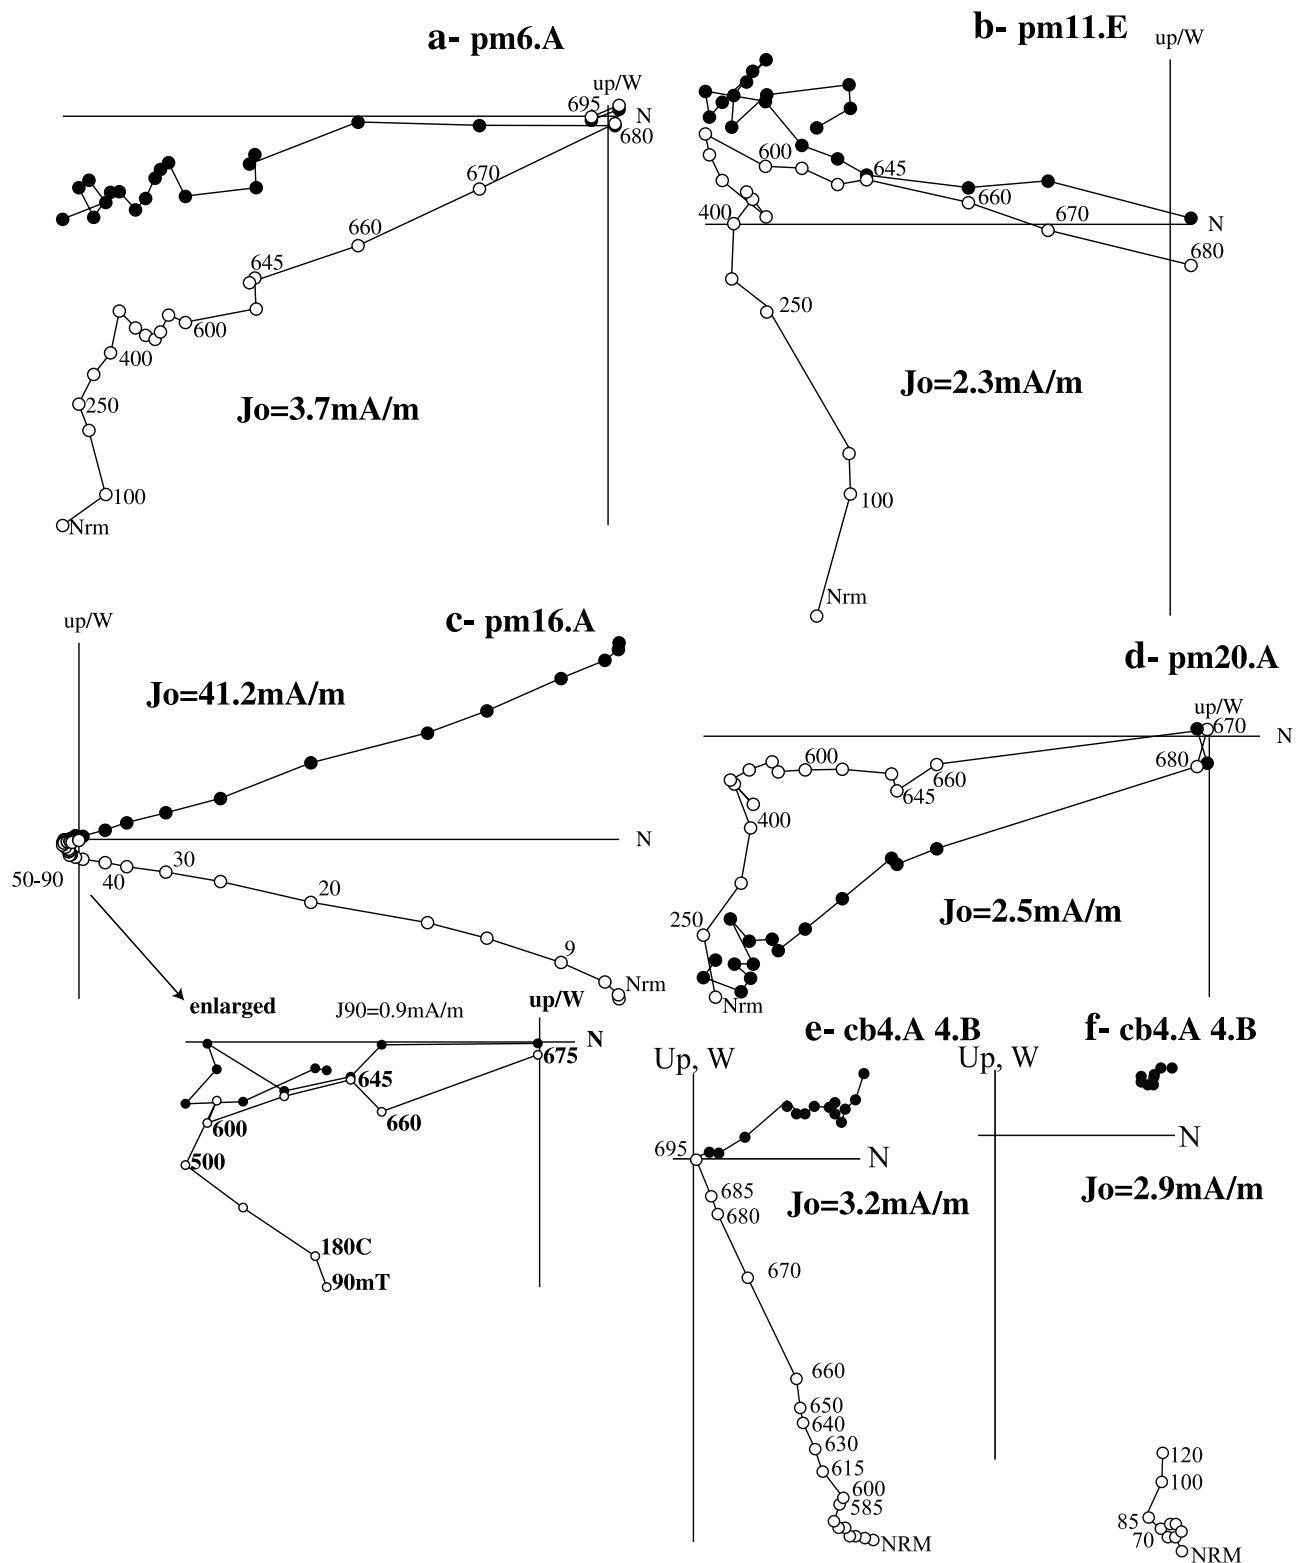 a- pm6.A
up/W
695
N
680
670
660
645
600
400
250
100
Nrm
Jo=3.7mA/m
b- pm11.E
up/W
600
645
660
670
680
N
400
250
100
Nrm
Jo=2.3mA/m
c- pm16.A
up/W
Jo=41.2mA/m
N
50-90
40
30
20
9
Nrm
enlarged
J90=0.9mA/m
up/W
N
675
645
660
600
500
180C
90mT
d- pm20.A
up/W
670
N
680
660
645
600
400
250
Nrm
Jo=2.5mA/m
e- cb4.A 4.B
Up, W
695
N
685
680
Jo=3.2mA/m
670
660
650
640
630
615
600
585
NRM
f- cb4.A 4.B
Up, W
N
Jo=2.9mA/m
120
100
85
70
NRM